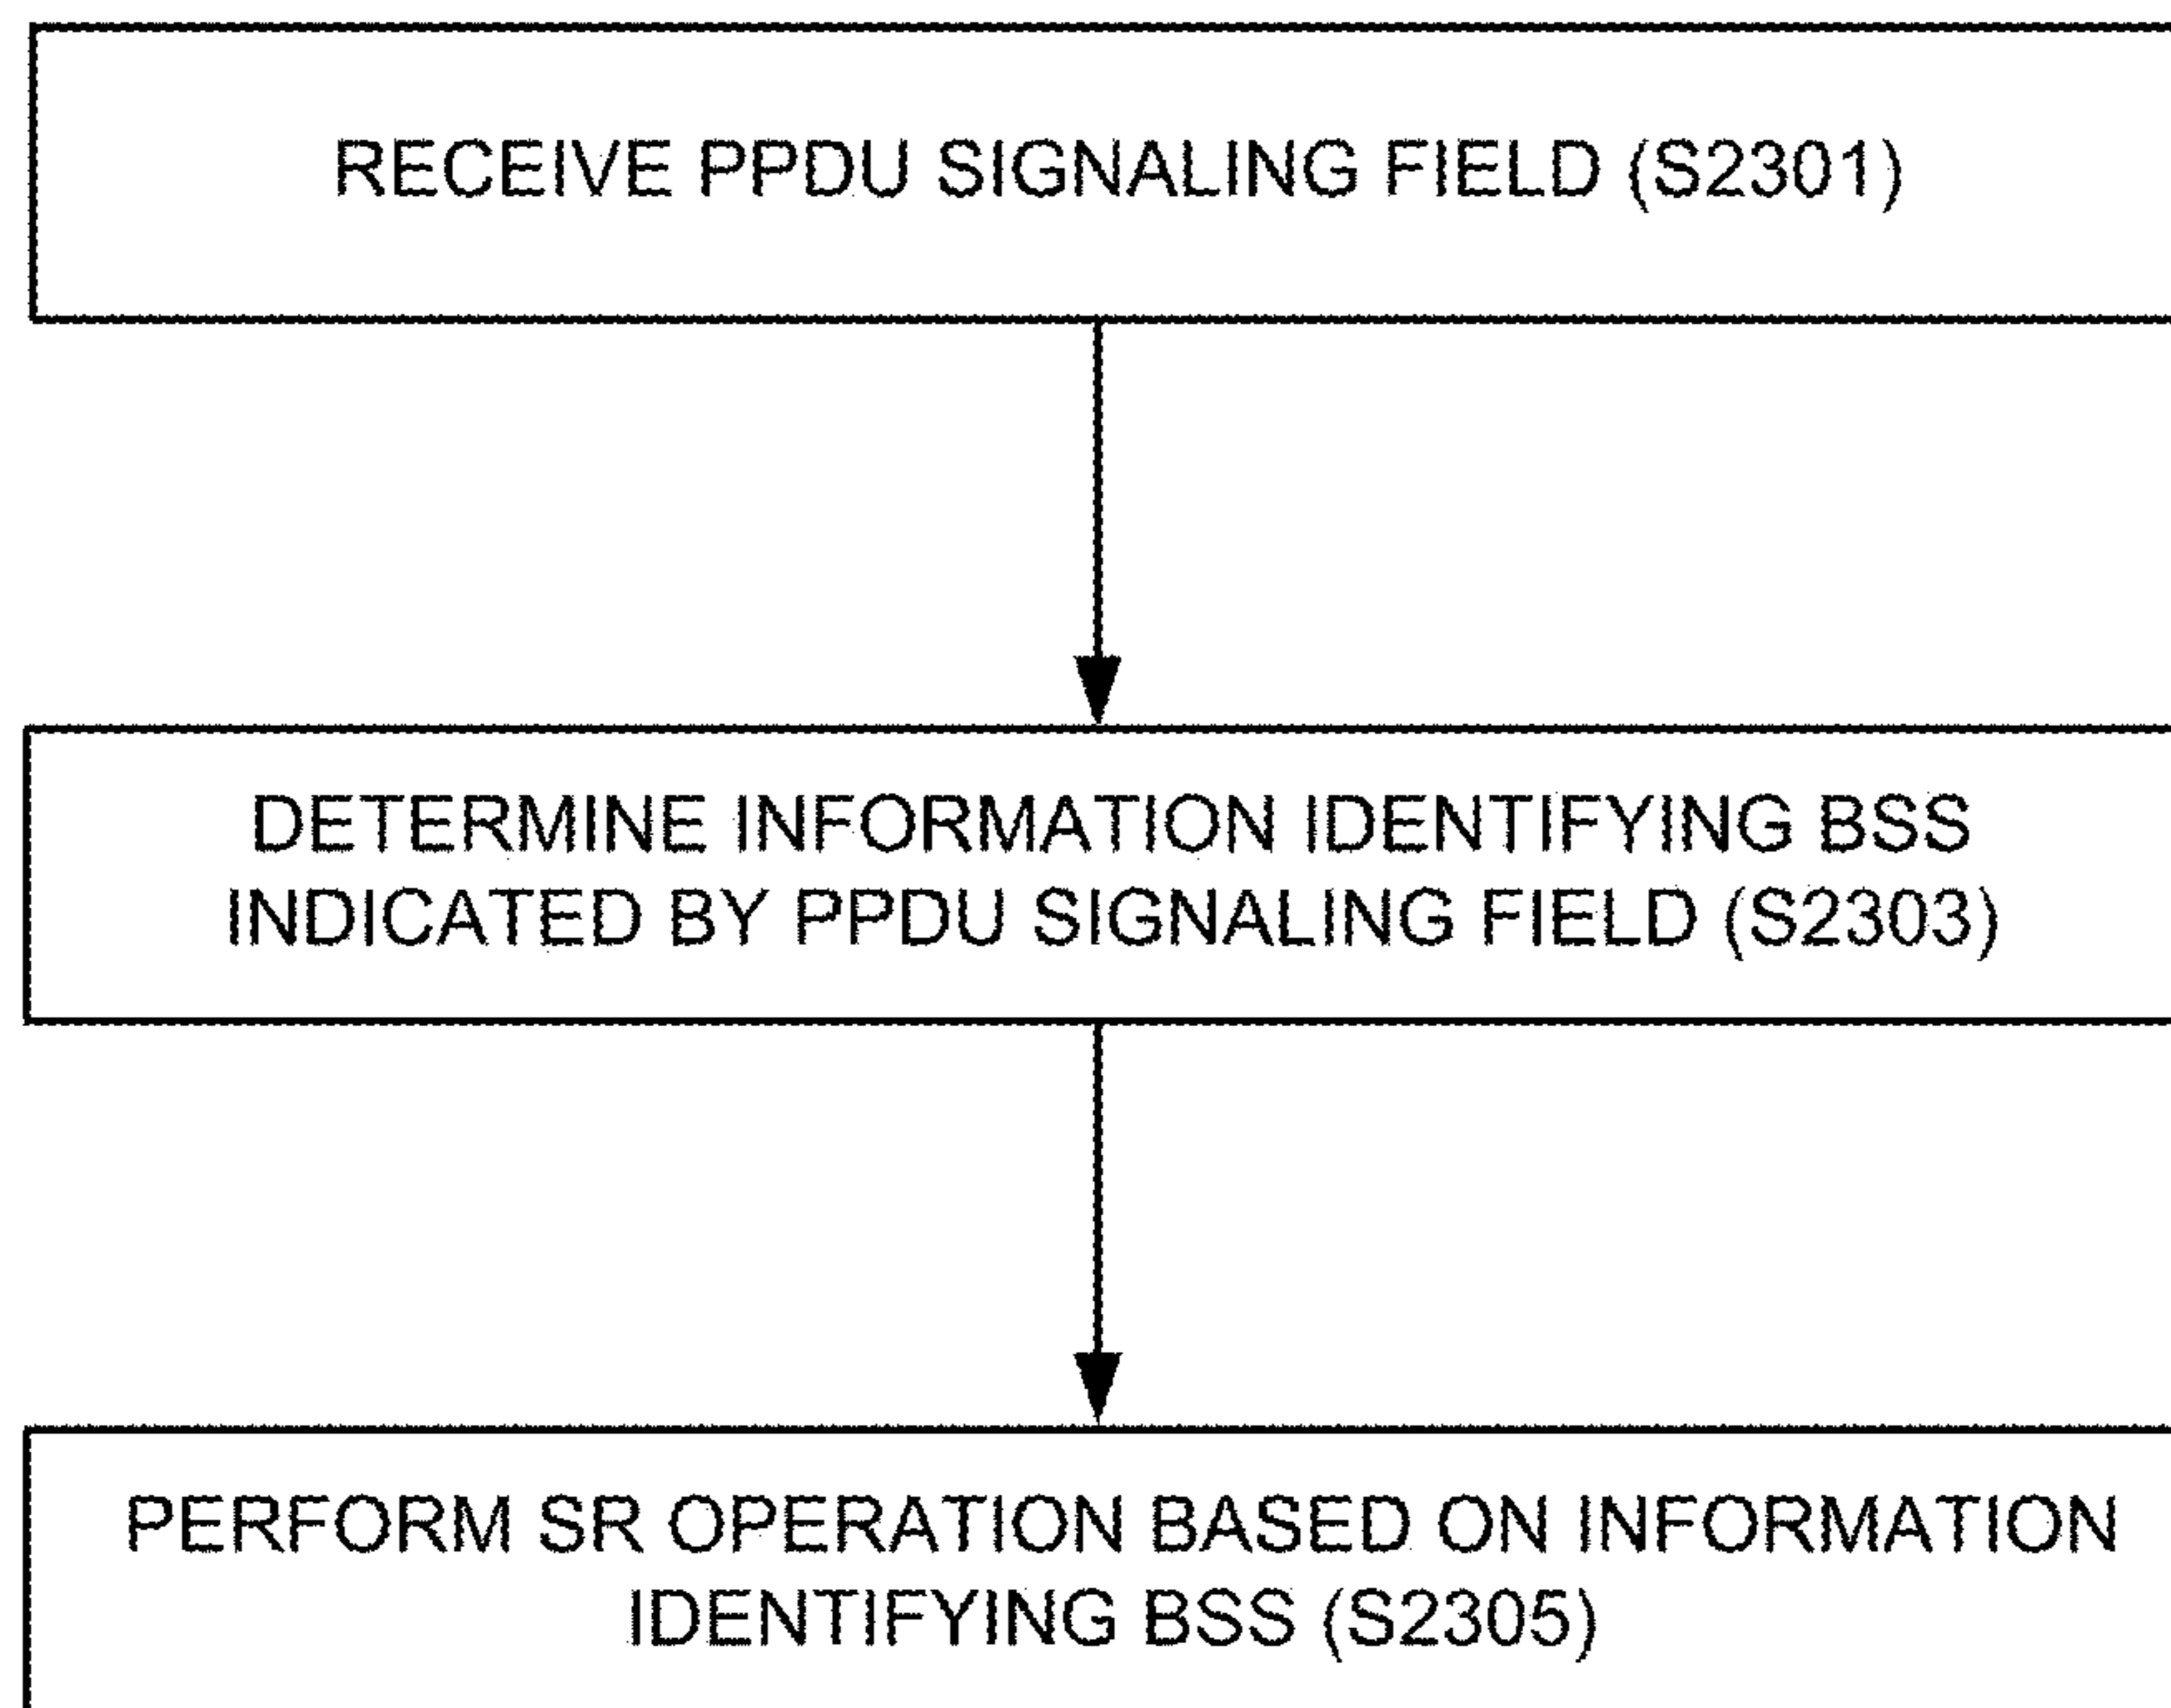 RECEIVE PPDU SIGNALING FIELD (S2301)
DETERMINE INFORMATION IDENTIFYING BSS
INDICATED BY PPDU SIGNALING FIELD (S2303)
PERFORM SR OPERATION BASED ON INFORMATION
IDENTIFYING BSS (S2305)